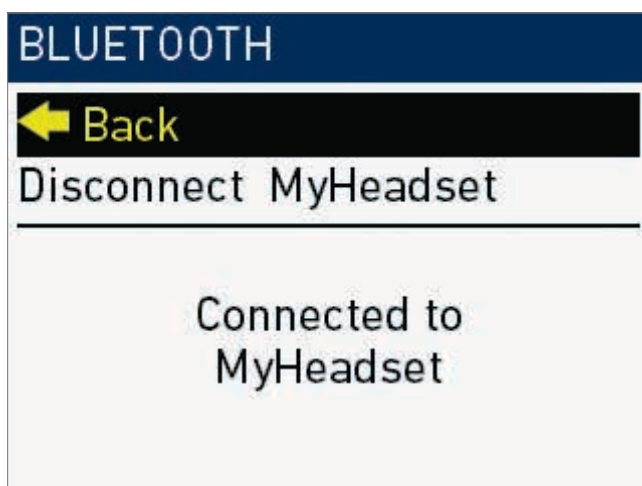 BLUETOOTH
Back
Disconnect MyHeadset
Connected to
MyHeadset